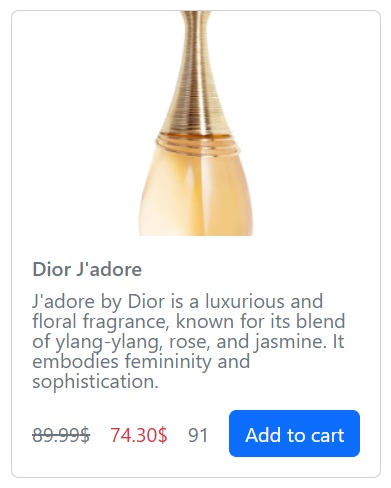 Dior J'adore
J'adore by Dior is a luxurious and
floral fragrance, known for its blend
of ylang-ylang, rose, and jasmine. It
embodies femininity and
sophistication.
89.99$ 74.30$ 91 Add to cart